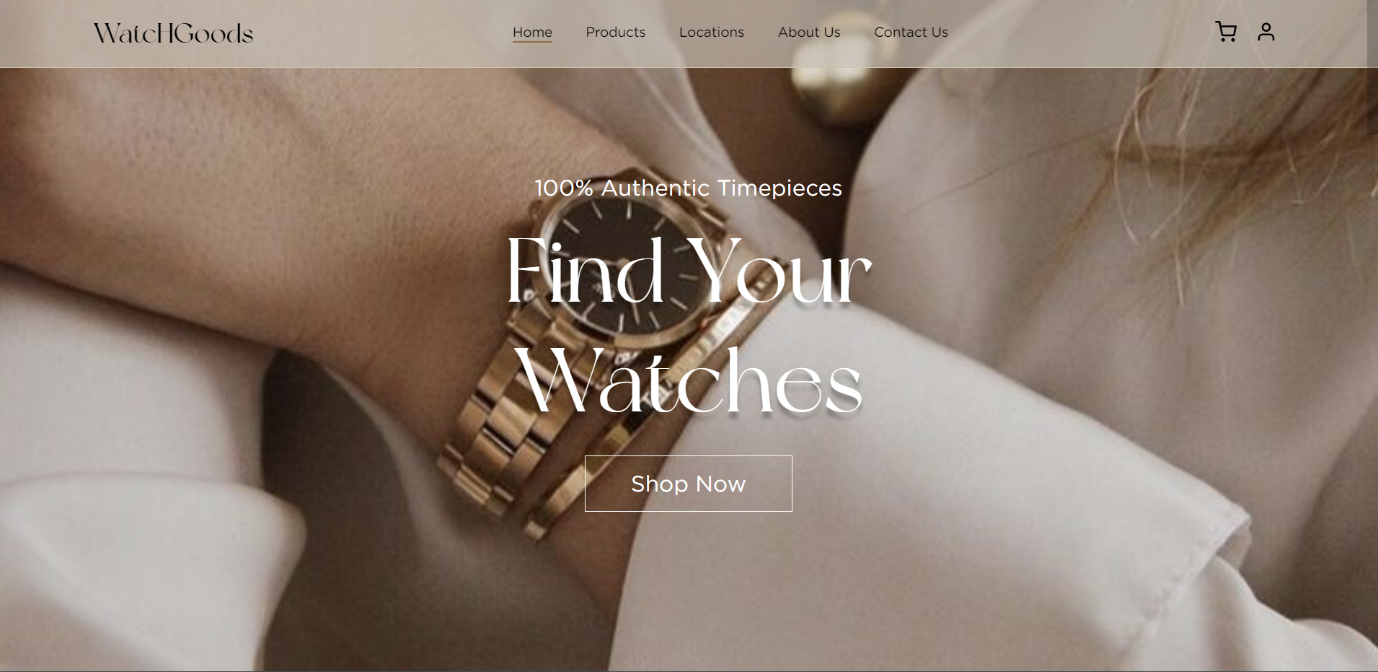 WatcHGoods
Home Products Locations About Us Contact Us
100% Authentic Timepieces
Find Your
Watches
Shop Now